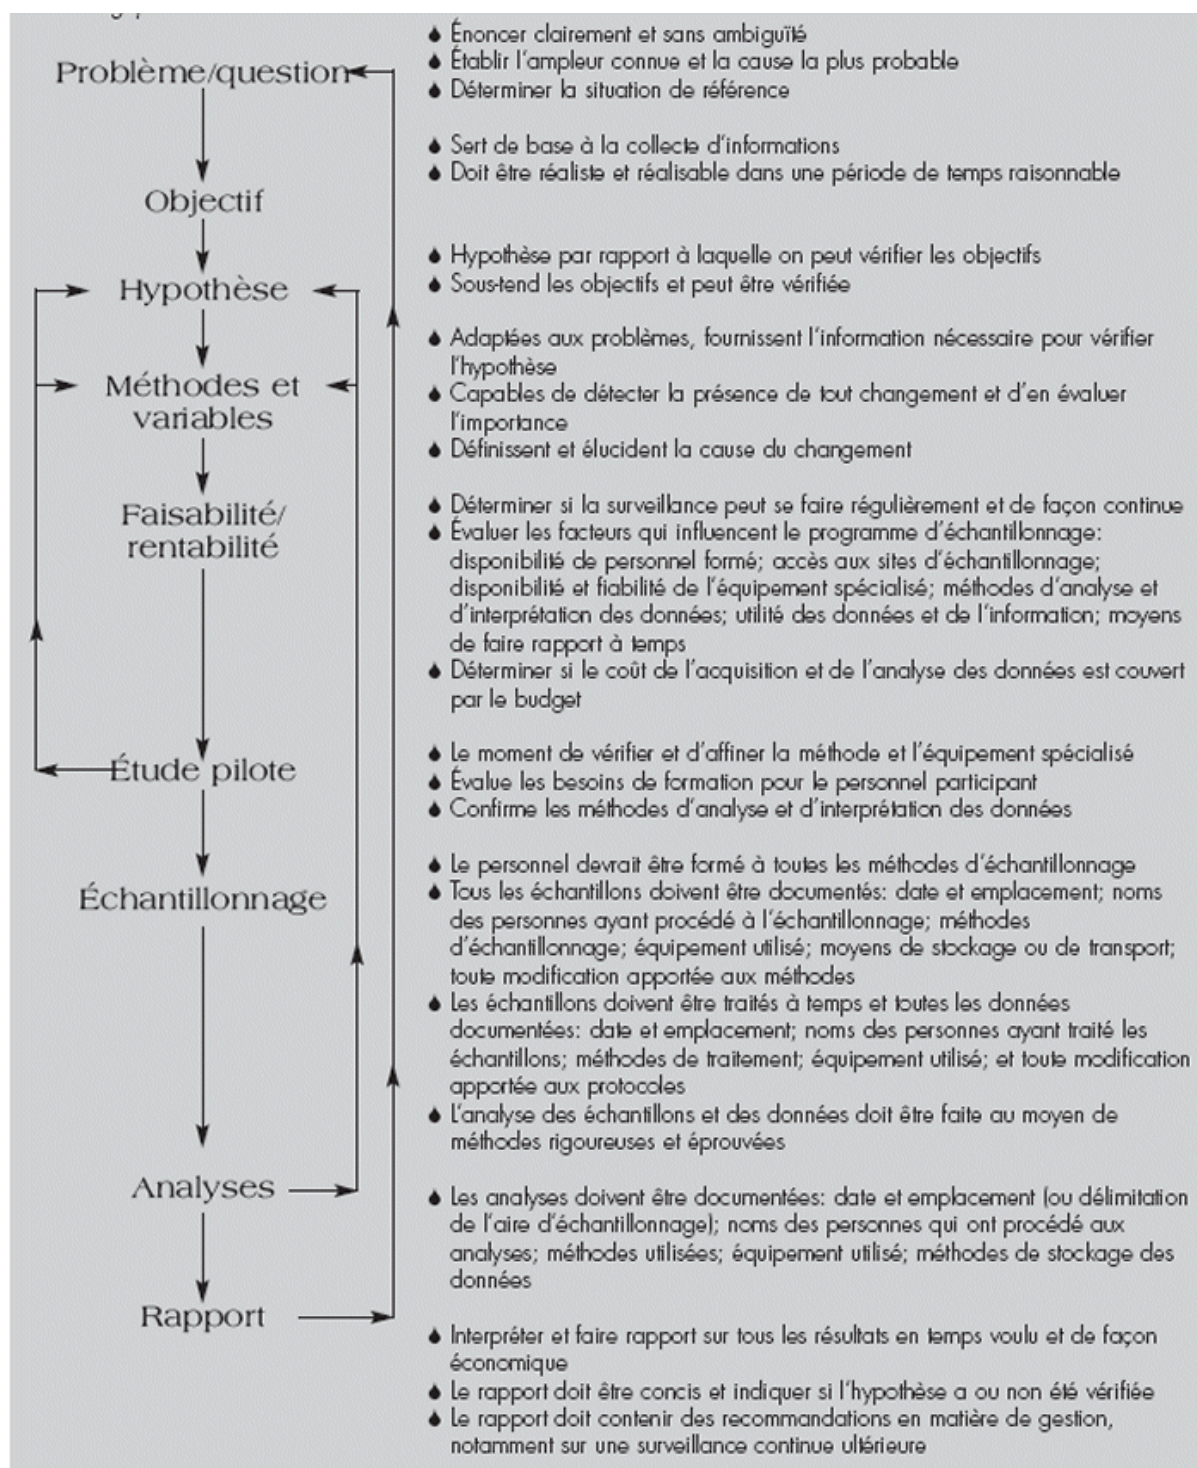 Problème/question
Objectif
Hypothèse
Méthodes et
variables
Faisabilité/
rentabilité
Étude pilote
Échantillonnage
Analyses
Rapport
Énoncer clairement et sans ambiguïté
Établir l'ampleur connue et la cause la plus probable
Déterminer la situation de référence
Sert de base à la collecte d'informations
Doit être réaliste et réalisable dans une période de temps raisonnable
Hypothèse par rapport à laquelle on peut vérifier les objectifs
Sous-tend les objectifs et peut être vérifiée
Adaptées aux problèmes, fournissent l'information nécessaire pour vérifier
l'hypothèse
Capables de détecter la présence de tout changement et d'en évaluer
l'importance
Définissent et élucident la cause du changement
Déterminer si la surveillance peut se faire régulièrement et de façon continue
Évaluer les facteurs qui influencent le programme d'échantillonnage:
disponibilité de personnel formé; accès aux sites d'échantillonnage;
disponibilité et fiabilité de l'équipement spécialisé; méthodes d'analyse et
d'interprétation des données; utilité des données et de l'information; moyens
de faire rapport à temps
Déterminer si le coût de l'acquisition et de l'analyse des données est couvert
par le budget
Le moment de vérifier et d'affiner la méthode et l'équipement spécialisé
Évalue les besoins de formation pour le personnel participant
Confirme les méthodes d'analyse et d'interprétation des données
Le personnel devrait être formé à toutes les méthodes d'échantillonnage
Tous les échantillons doivent être documentés: date et emplacement; noms
des personnes ayant procédé à l'échantillonnage; méthodes
d'échantillonnage; équipement utilisé; moyens de stockage ou de transport;
toute modification apportée aux méthodes
Les échantillons doivent être traités à temps et toutes les données
documentées: date et emplacement; noms des personnes ayant traité les
échantillons; méthodes de traitement; équipement utilisé; et toute modification
apportée aux protocoles
L'analyse des échantillons et des données doit être faite au moyen de
méthodes rigoureuses et éprouvées
Les analyses doivent être documentées: date et emplacement (ou délimitation
de l'aire d'échantillonnage); noms des personnes qui ont procédé aux
analyses; méthodes utilisées; équipement utilisé; méthodes de stockage des
données
Interpréter et faire rapport sur tous les résultats en temps voulu et de façon
économique
Le rapport doit être concis et indiquer si l'hypothèse a ou non été vérifiée
Le rapport doit contenir des recommandations en matière de gestion,
notamment sur une surveillance continue ultérieure